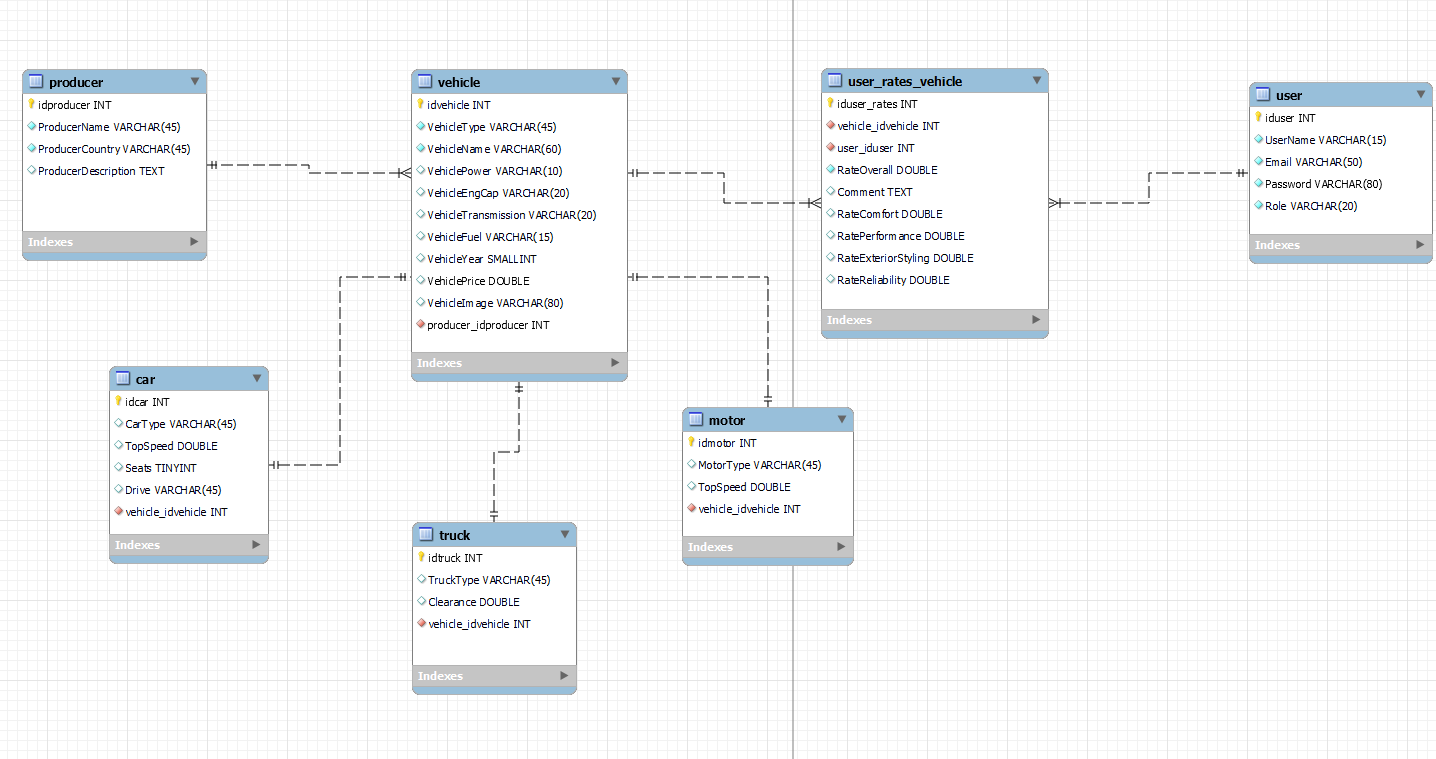 producer
idproducer INT
ProducerName VARCHAR(45)
ProducerCountry VARCHAR(45)
ProducerDescription TEXT
Indexes
vehicle
idvehicle INT
VehicleType VARCHAR(45)
VehicleName VARCHAR(60)
VehiclePower VARCHAR(10)
VehicleEngCap VARCHAR(20)
VehicleTransmission VARCHAR(20)
VehicleFuel VARCHAR(15)
VehicleYear SMALLINT
VehiclePrice DOUBLE
VehicleImage VARCHAR(80)
producer_idproducer INT
Indexes
user_rates_vehicle
iduser_rates INT
vehicle_idvehicle INT
user_iduser INT
RateOverall DOUBLE
Comment TEXT
RateComfort DOUBLE
RatePerformance DOUBLE
RateExteriorStyling DOUBLE
RateReliability DOUBLE
Indexes
user
iduser INT
UserName VARCHAR(15)
Email VARCHAR(50)
Password VARCHAR(80)
Role VARCHAR(20)
Indexes
car
idcar INT
CarType VARCHAR(45)
TopSpeed DOUBLE
Seats TINYINT
Drive VARCHAR(45)
vehicle_idvehicle INT
Indexes
truck
idtruck INT
TruckType VARCHAR(45)
Clearance DOUBLE
vehicle_idvehicle INT
Indexes
motor
idmotor INT
MotorType VARCHAR(45)
TopSpeed DOUBLE
vehicle_idvehicle INT
Indexes